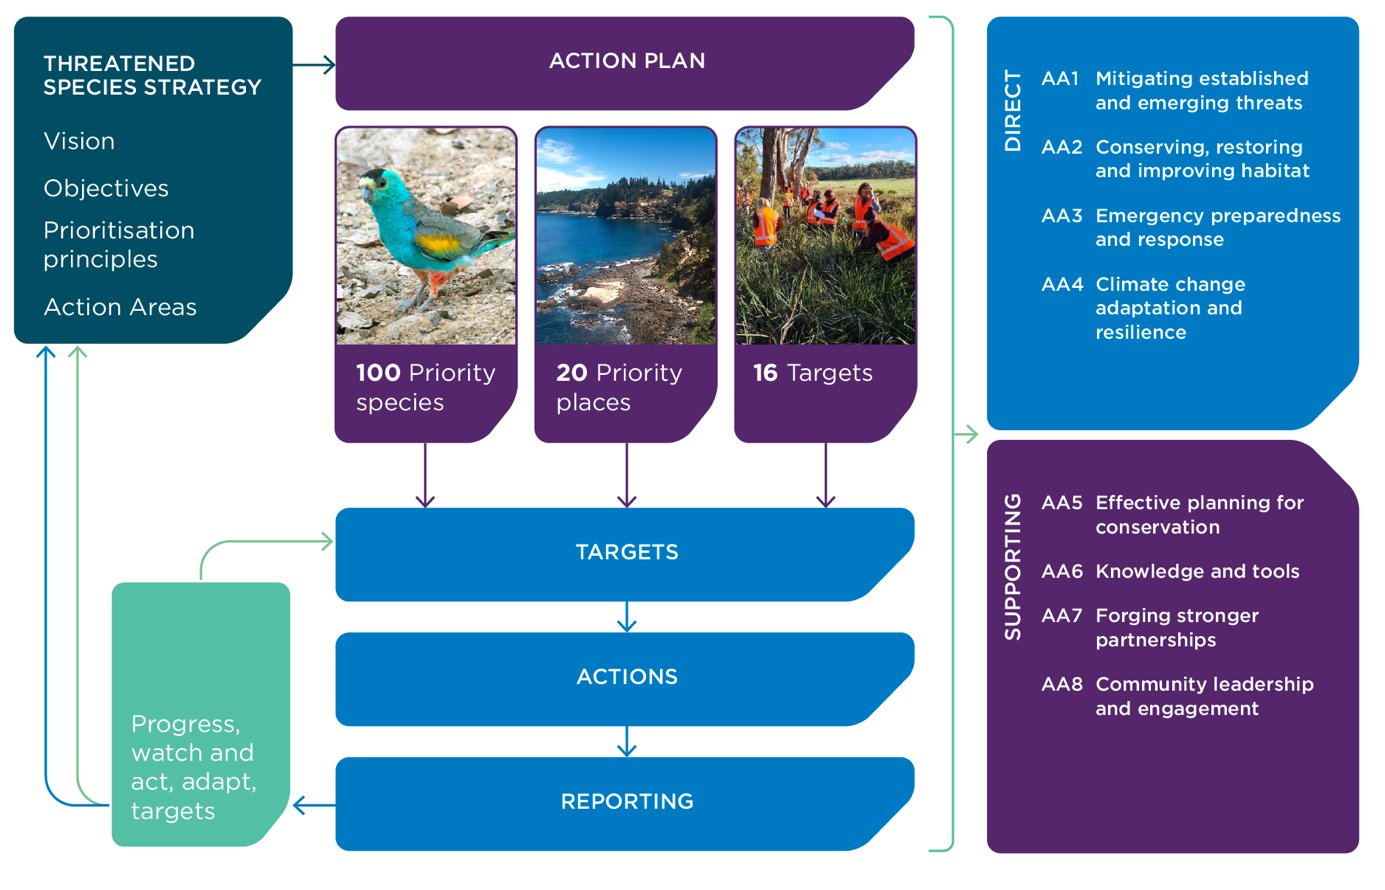 THREATENED
SPECIES STRATEGY
Vision
Objectives
Prioritisation
principles
Action Areas
ACTION PLAN
100 Priority
species
20 Priority
places
16 Targets
TARGETS
ACTIONS
REPORTING
Progress,
watch and
act, adapt,
targets
DIRECT
AA1 Mitigating established
and emerging threats
AA2 Conserving, restoring
and improving habitat
AA3 Emergency preparedness
and response
AA4 Climate change
adaptation and
resilience
SUPPORTING
AA5 Effective planning for
conservation
AA6 Knowledge and tools
AA7 Forging stronger
partnerships
AA8 Community leadership
and engagement